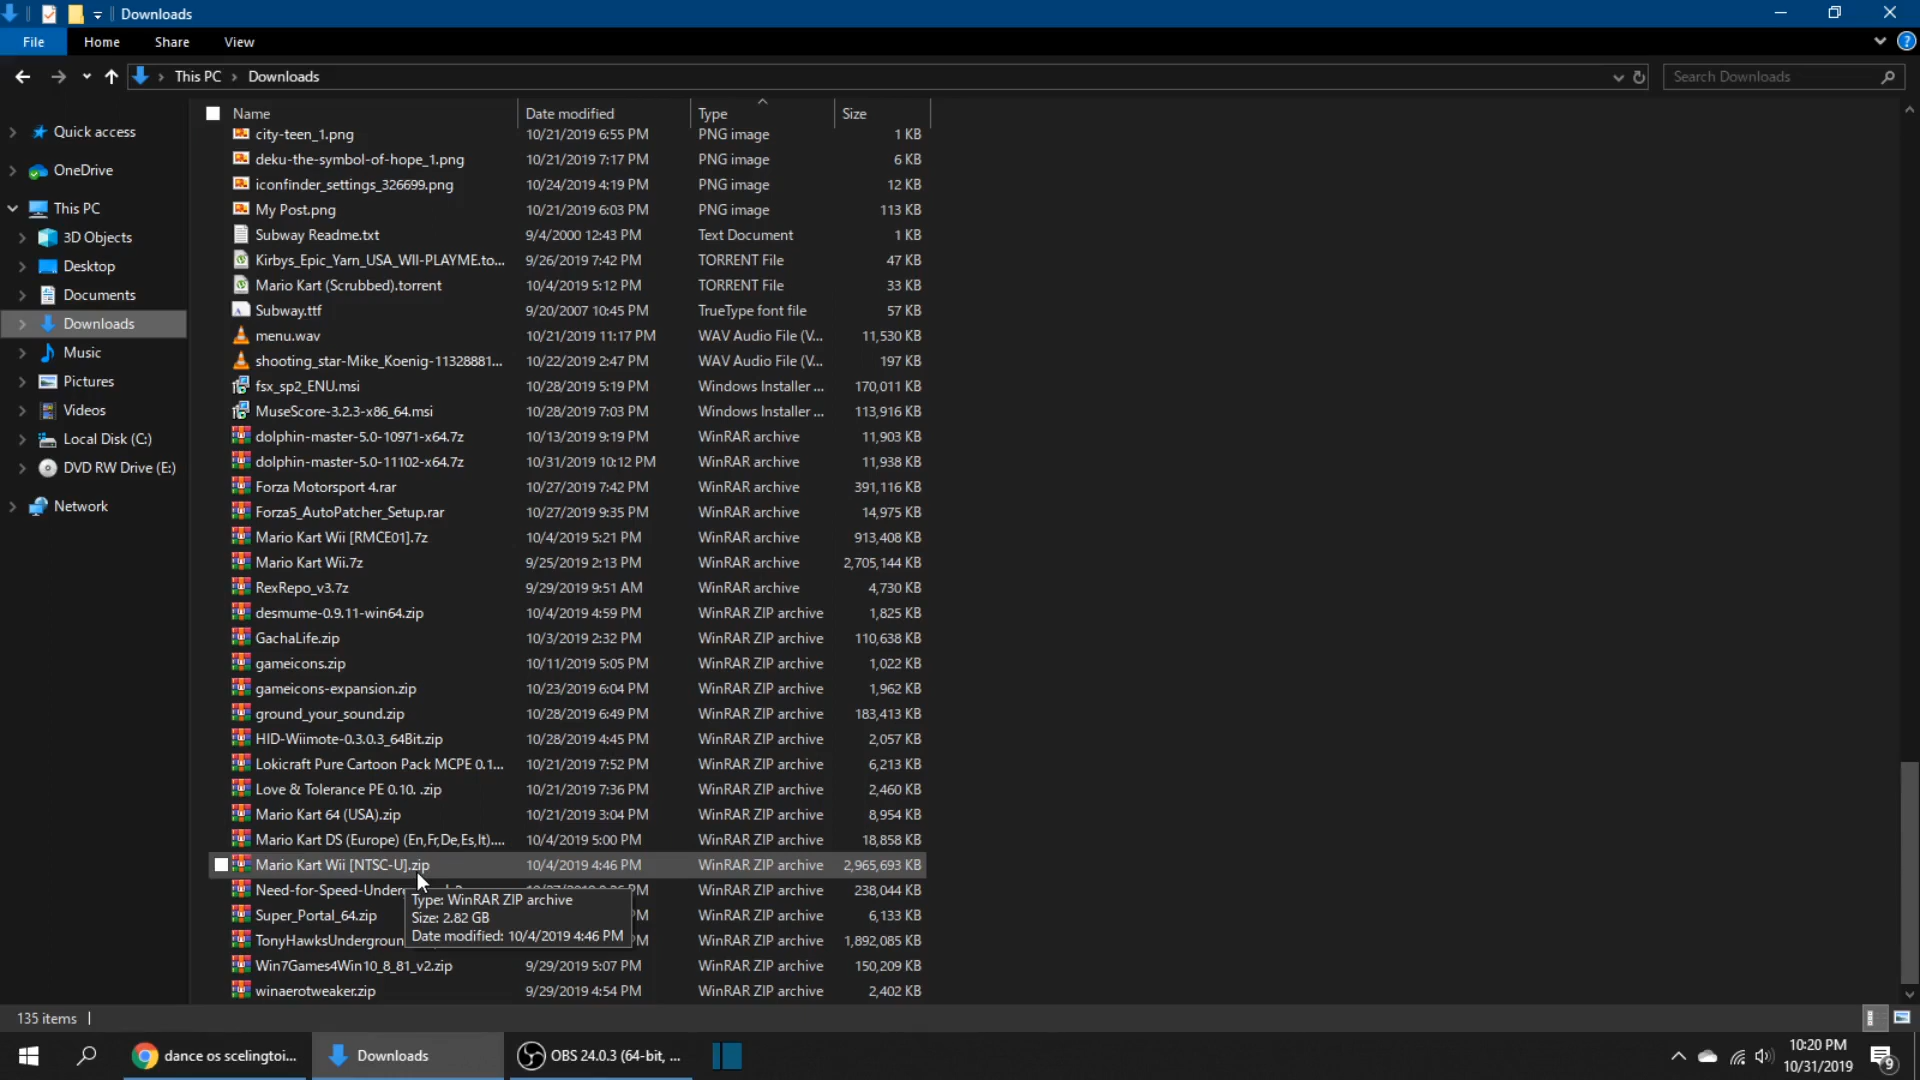 Downloads
File Home Share View
This PC Downloads Search Downloads
Name Date modified Type Size
Quick access
OneDrive
This PC
3D Objects
Desktop
Documents
Downloads
Music
Pictures
Videos
Local Disk (C:)
DVD RW Drive (E:)
Network
city-teen_1.png 10/21/2019 6:55 PM PNG image 1 KB
deku-the-symbol-of-hope_1.png 10/21/2019 7:17 PM PNG image 6 KB
iconfinder_settings_326699.png 10/24/2019 4:19 PM PNG image 12 KB
My Post.png 10/21/2019 6:03 PM PNG image 113 KB
Subway Readme.txt 9/4/2000 12:43 PM Text Document 1 KB
Kirbys_Epic_Yarn_USA_WII-PLAYME.to... 9/26/2019 7:42 PM TORRENT File 47 KB
Mario Kart (Scrubbed).torrent 10/4/2019 5:12 PM TORRENT File 33 KB
Subway.ttf 9/20/2007 10:45 PM TrueType font file 57 KB
menu.wav 10/21/2019 11:17 PM WAV Audio File (V... 11,530 KB
shooting_star-Mike_Koenig-11328881... 10/22/2019 2:47 PM WAV Audio File (V... 197 KB
fsx_sp2_ENU.msi 10/28/2019 5:19 PM Windows Installer ... 170,011 KB
MuseScore-3.2.3-x86_64.msi 10/28/2019 7:03 PM Windows Installer ... 113,916 KB
dolphin-master-5.0-10971-x64.7z 10/13/2019 9:19 PM WinRAR archive 11,903 KB
dolphin-master-5.0-11102-x64.7z 10/31/2019 10:12 PM WinRAR archive 11,938 KB
Forza Motorsport 4.rar 10/27/2019 7:42 PM WinRAR archive 391,116 KB
Forza5_AutoPatcher_Setup.rar 10/27/2019 9:35 PM WinRAR archive 14,975 KB
Mario Kart Wii [RMCE01].7z 10/4/2019 5:21 PM WinRAR archive 913,408 KB
Mario Kart Wii.7z 9/25/2019 2:13 PM WinRAR archive 2,705,144 KB
RexRepo_v3.7z 9/29/2019 9:51 AM WinRAR archive 4,730 KB
desmume-0.9.11-win64.zip 10/4/2019 4:59 PM WinRAR ZIP archive 1,825 KB
GachaLife.zip 10/3/2019 2:32 PM WinRAR ZIP archive 110,638 KB
gameicons.zip 10/11/2019 5:05 PM WinRAR ZIP archive 1,022 KB
gameicons-expansion.zip 10/23/2019 6:04 PM WinRAR ZIP archive 1,962 KB
ground_your_sound.zip 10/28/2019 6:49 PM WinRAR ZIP archive 183,413 KB
HID-Wiimote-0.3.0.3_64Bit.zip 10/28/2019 4:45 PM WinRAR ZIP archive 2,057 KB
Lokicraft Pure Cartoon Pack MCPE 0.1... 10/21/2019 7:52 PM WinRAR ZIP archive 6,213 KB
Love & Tolerance PE 0.10. .zip 10/21/2019 7:36 PM WinRAR ZIP archive 2,460 KB
Mario Kart 64 (USA).zip 10/21/2019 3:04 PM WinRAR ZIP archive 8,954 KB
Mario Kart DS (Europe) (En,Fr,De,Es,It).... 10/4/2019 5:00 PM WinRAR ZIP archive 18,858 KB
Mario Kart Wii [NTSC-U].zip 10/4/2019 4:46 PM WinRAR ZIP archive 2,965,693 KB
Need-for-Speed-Under PM WinRAR ZIP archive 238,044 KB
Super_Portal_64.zip PM WinRAR ZIP archive 6,133 KB
TonyHawksUnderground PM WinRAR ZIP archive 1,892,085 KB
Win7Games4Win10_8_81_v2.zip 9/29/2019 5:07 PM WinRAR ZIP archive 150,209 KB
winaerotweaker.zip 9/29/2019 4:54 PM WinRAR ZIP archive 2,402 KB
Type: WinRAR ZIP archive
Size: 2.82 GB
Date modified: 10/4/2019 4:46 PM
135 items
dance os scelingtoi... Downloads OBS 24.0.3 (64-bit, ...
10:20 PM
10/31/2019
9